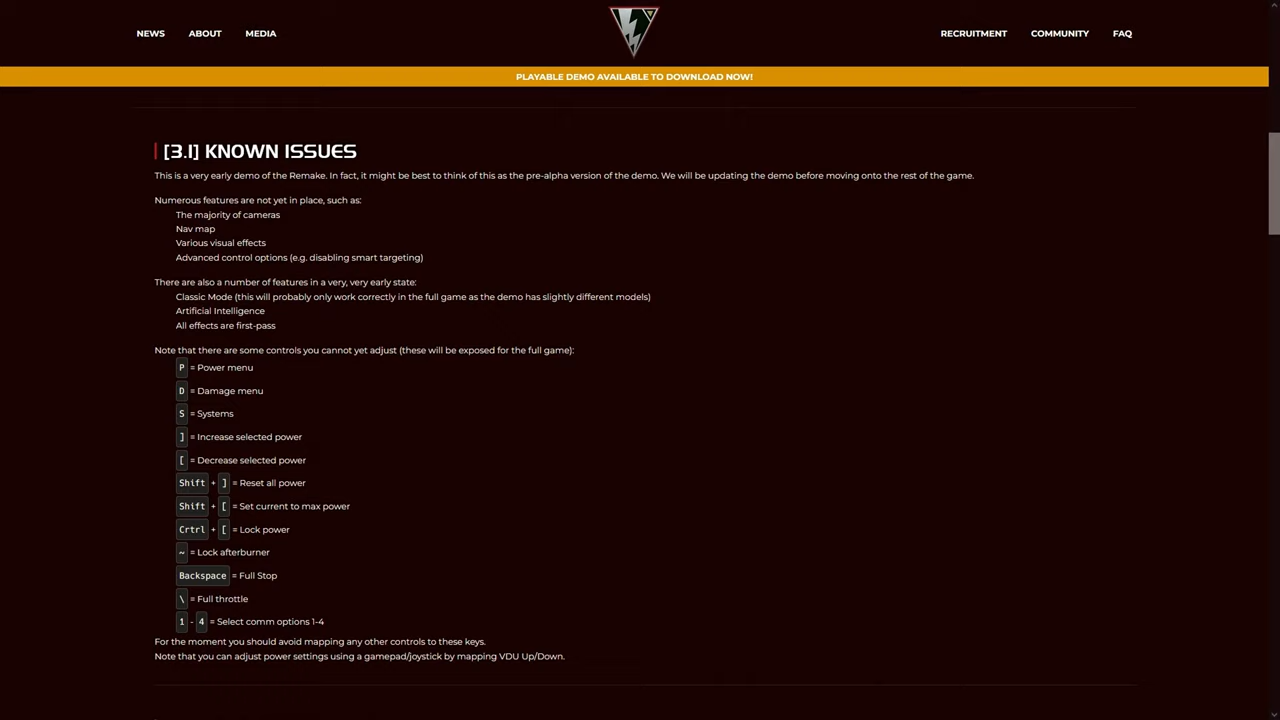 NEWS ABOUT MEDIA RECRUITMENT COMMUNITY FAQ
PLAYABLE DEMO AVAILABLE TO DOWNLOAD NOW!
[3.1] KNOWN ISSUES
This is a very early demo of the Remake. In fact, it might be best to think of this as the pre-alpha version of the demo. We will be updating the demo before moving onto the rest of the game.
Numerous features are not yet in place, such as:
The majority of cameras
Nav map
Various visual effects
Advanced control options (e.g. disabling smart targeting)
There are also a number of features in a very, very early state:
Classic Mode (this will probably only work correctly in the full game as the demo has slightly different models)
Artificial Intelligence
All effects are first-pass
Note that there are some controls you cannot yet adjust (these will be exposed for the full game):
P = Power menu
D = Damage menu
S = Systems
] = Increase selected power
[ = Decrease selected power
Shift + ] = Reset all power
Shift + [ = Set current to max power
Crtrl + [ = Lock power
~ = Lock afterburner
Backspace = Full Stop
\ = Full throttle
1 - 4 = Select comm options 1-4
For the moment you should avoid mapping any other controls to these keys.
Note that you can adjust power settings using a gamepad/joystick by mapping VDU Up/Down.